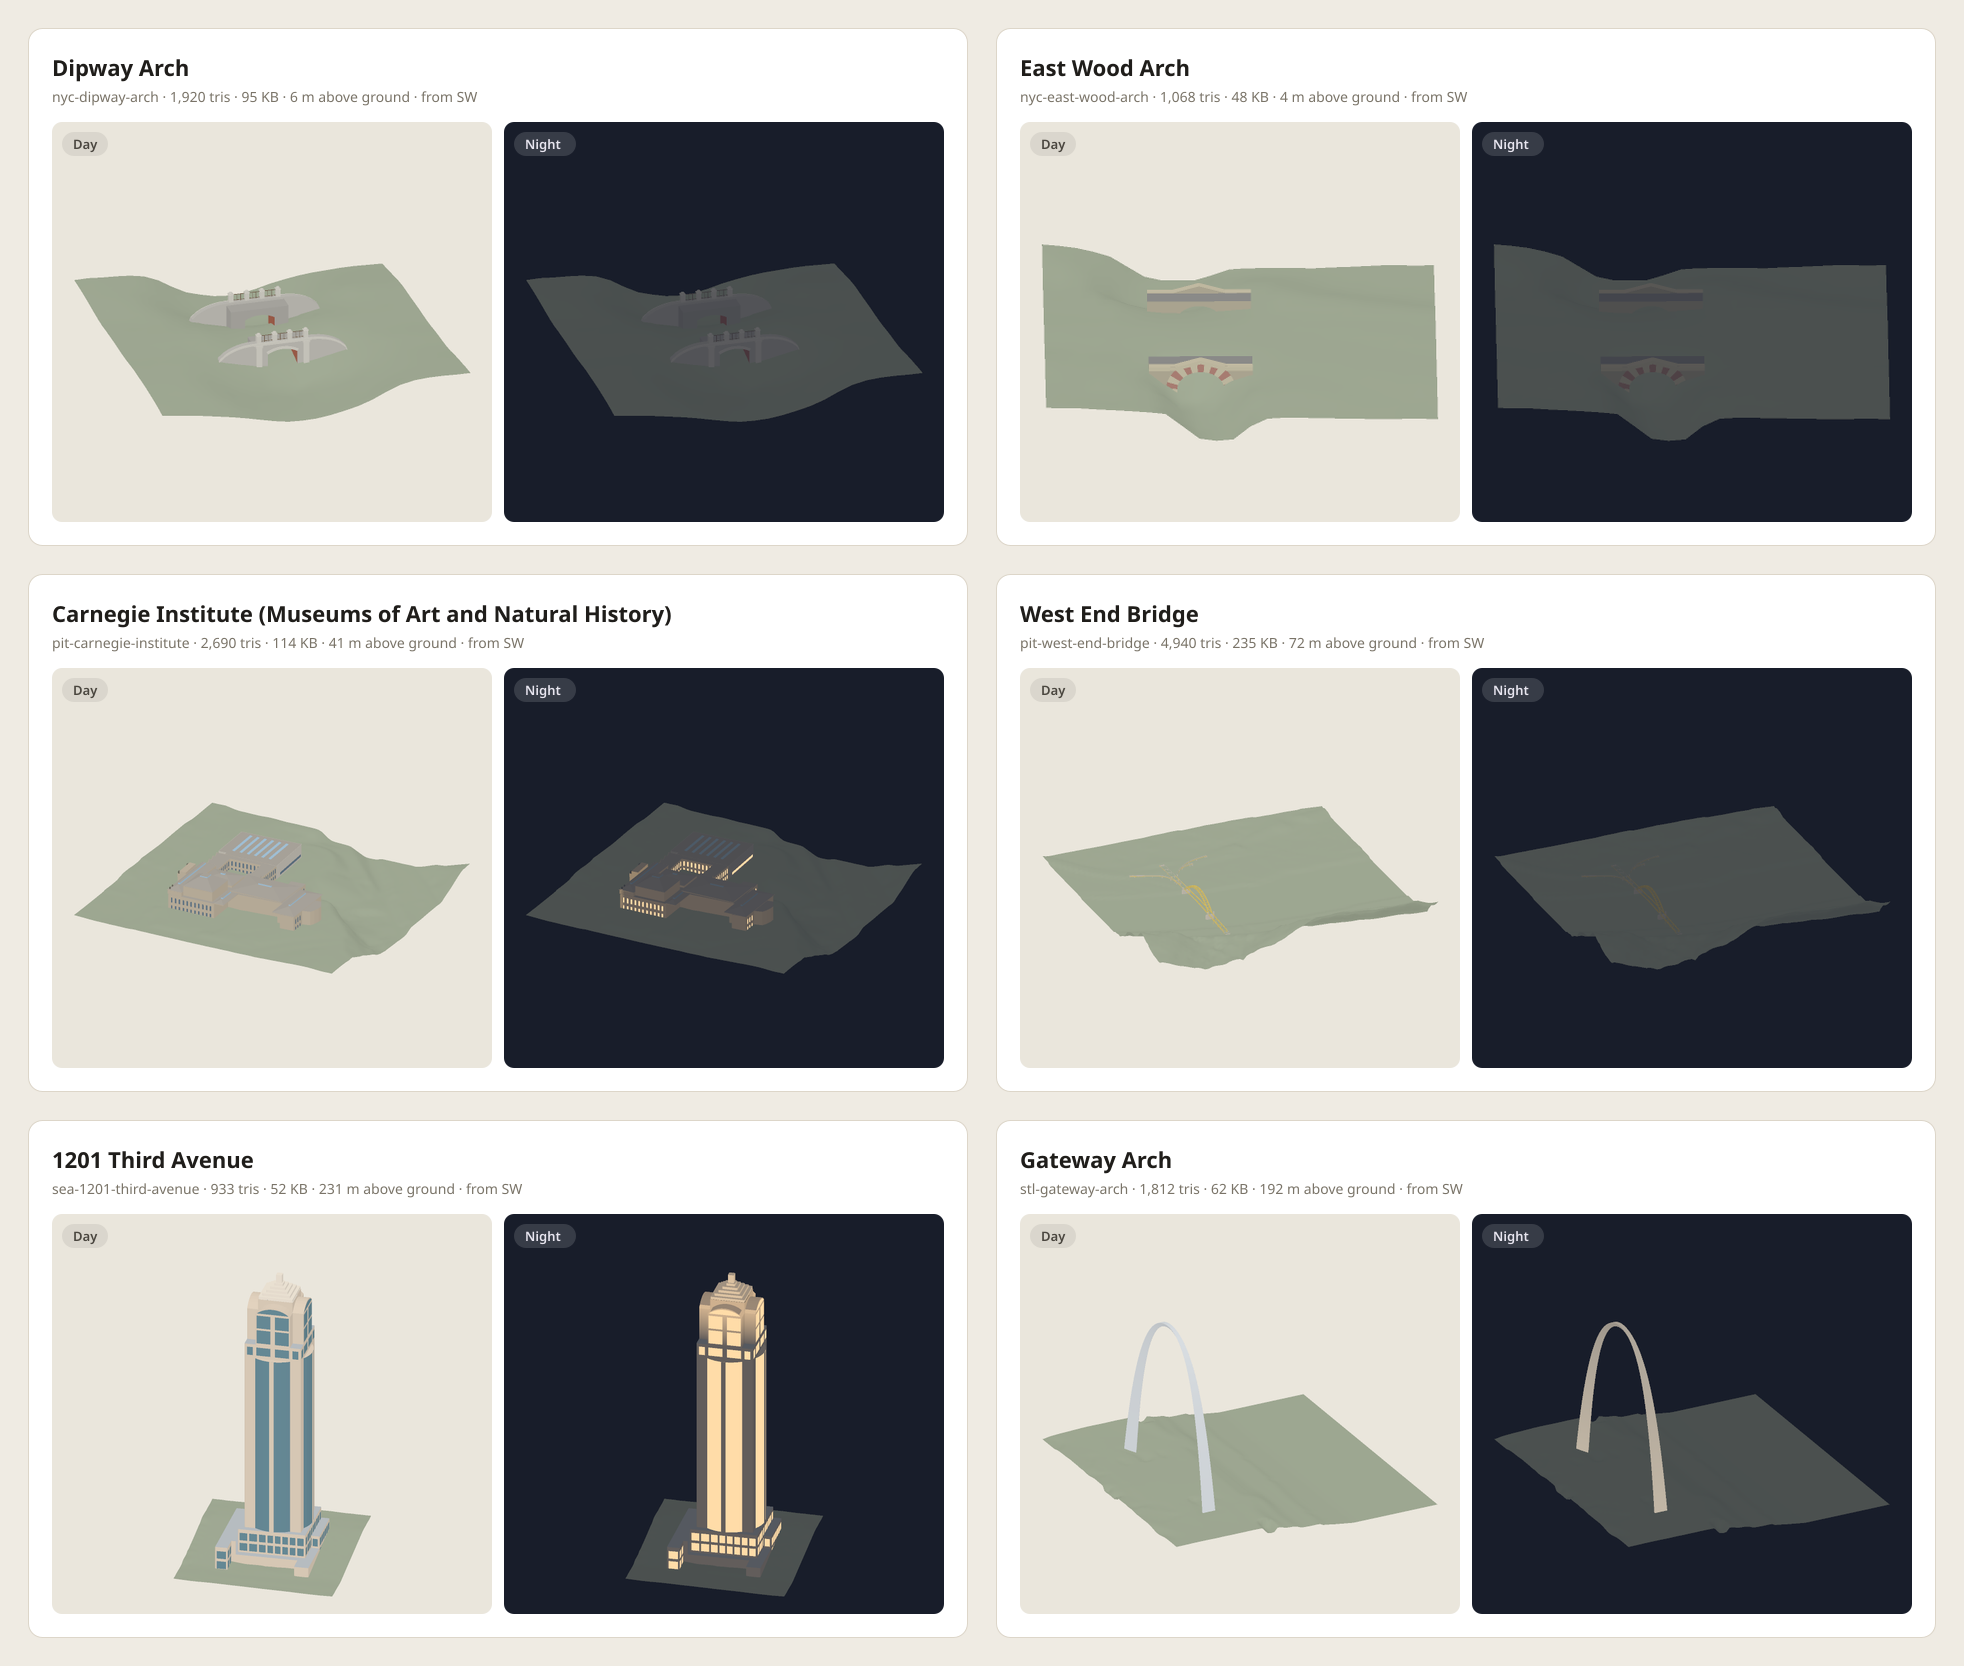 Dipway Arch
nyc-dipway-arch · 1,920 tris · 95 KB · 6 m above ground · from SW
Day
Night
East Wood Arch
nyc-east-wood-arch · 1,068 tris · 48 KB · 4 m above ground · from SW
Day
Night
Carnegie Institute (Museums of Art and Natural History)
pit-carnegie-institute · 2,690 tris · 114 KB · 41 m above ground · from SW
Day
Night
West End Bridge
pit-west-end-bridge · 4,940 tris · 235 KB · 72 m above ground · from SW
Day
Night
1201 Third Avenue
sea-1201-third-avenue · 933 tris · 52 KB · 231 m above ground · from SW
Day
Night
Gateway Arch
stl-gateway-arch · 1,812 tris · 62 KB · 192 m above ground · from SW
Day
Night